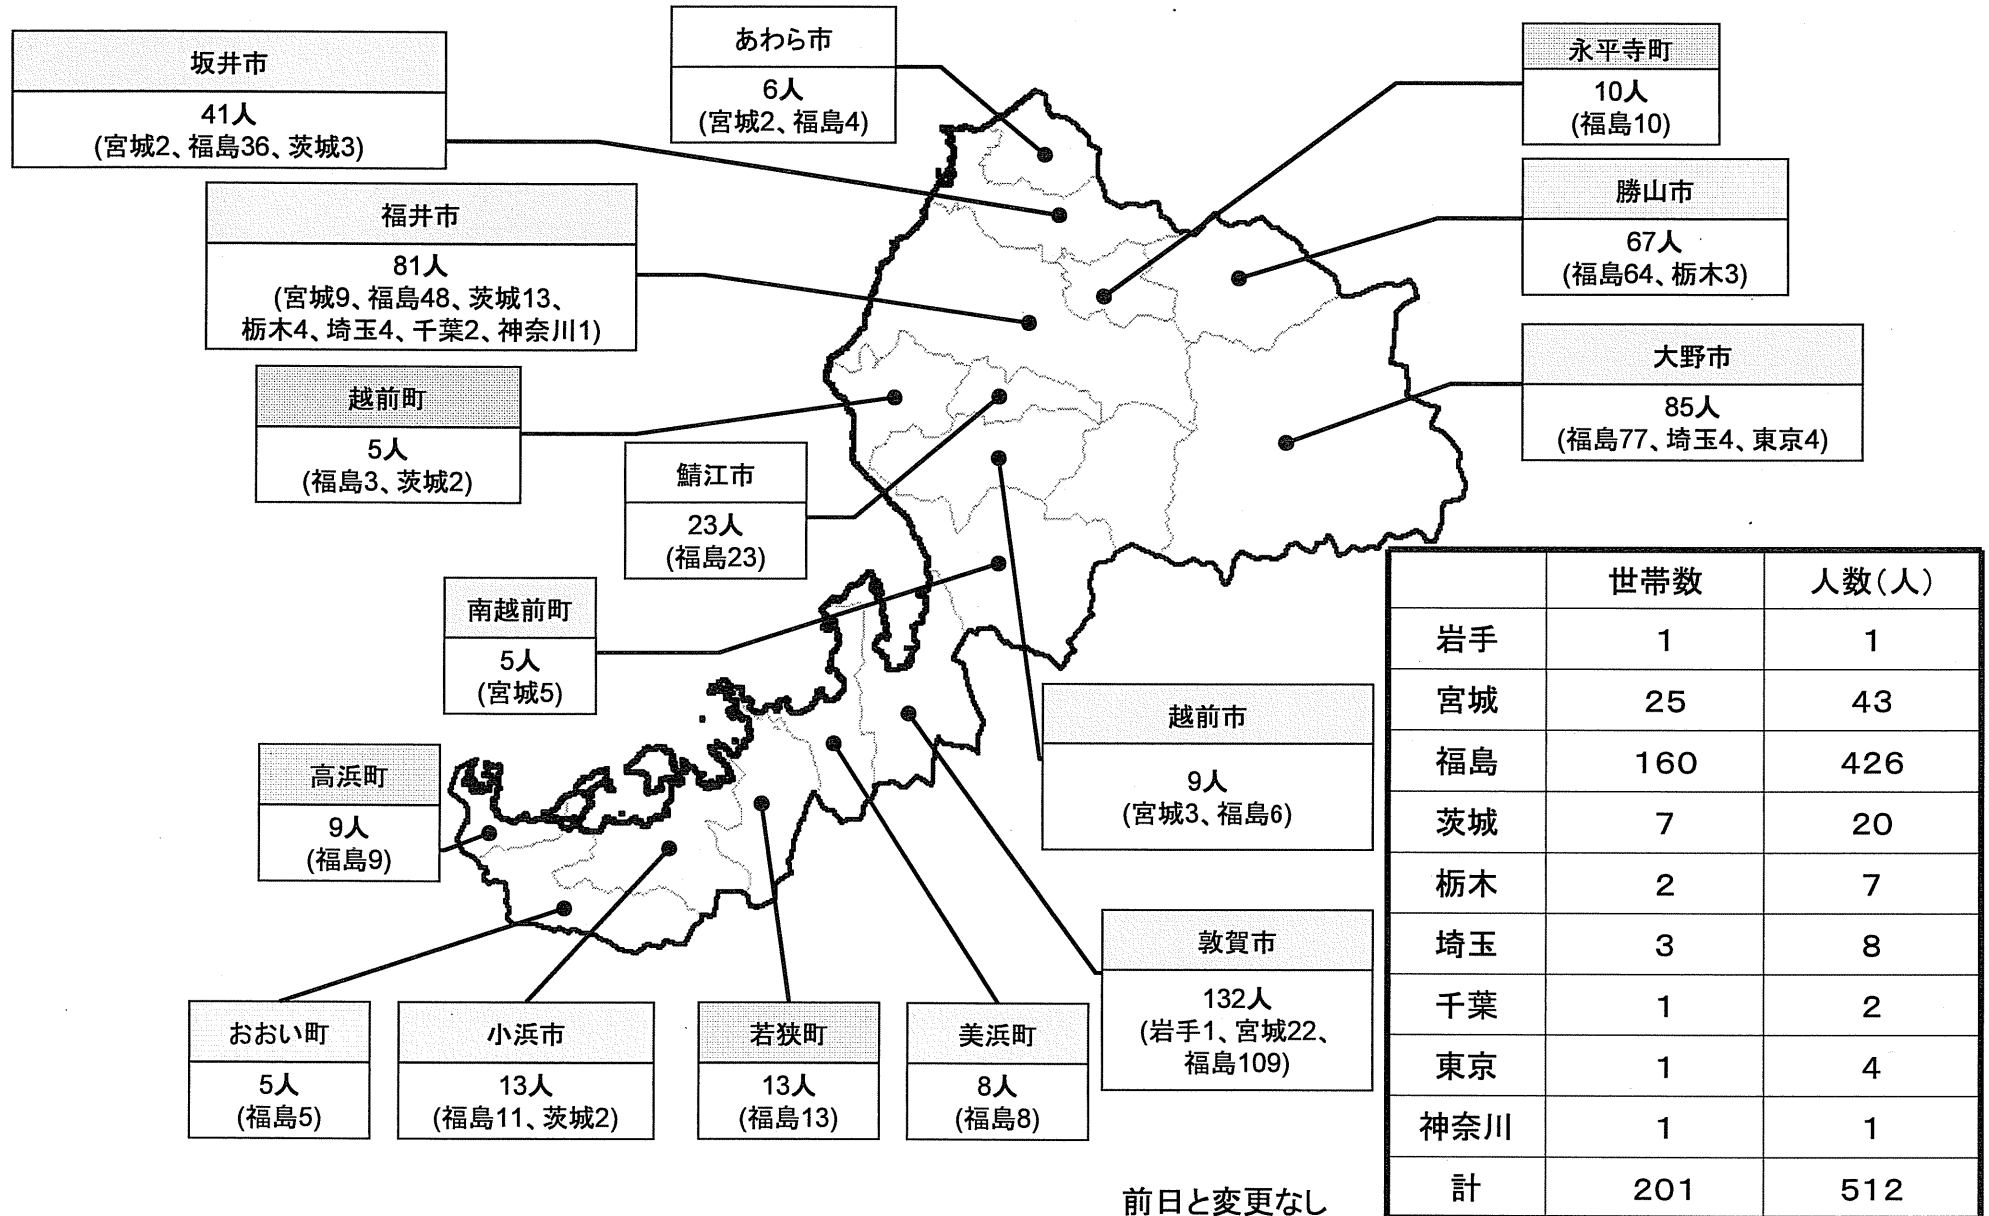 坂井市
41人
(宮城2、福島36、茨城3)
あわら市
6人
(宮城2、福島4)
永平寺町
10人
(福島10)
福井市
81人
(宮城9、福島48、茨城13、
栃木4、埼玉4、千葉2、神奈川1)
勝山市
67人
(福島64、栃木3)
越前町
5人
(福島3、茨城2)
大野市
85人
(福島77、埼玉4、東京4)
鯖江市
23人
(福島23)
南越前町
5人
(宮城5)
越前市
9人
(宮城3、福島6)
高浜町
9人
(福島9)
敦賀市
132人
(岩手1、宮城22、
福島109)
おおい町
5人
(福島5)
小浜市
13人
(福島11、茨城2)
若狭町
13人
(福島13)
美浜町
8人
(福島8)
世帯数 人数(人)
岩手 1 1
宮城 25 43
福島 160 426
茨城 7 20
栃木 2 7
埼玉 3 8
千葉 1 2
東京 1 4
神奈川 1 1
計 201 512
前日と変更なし